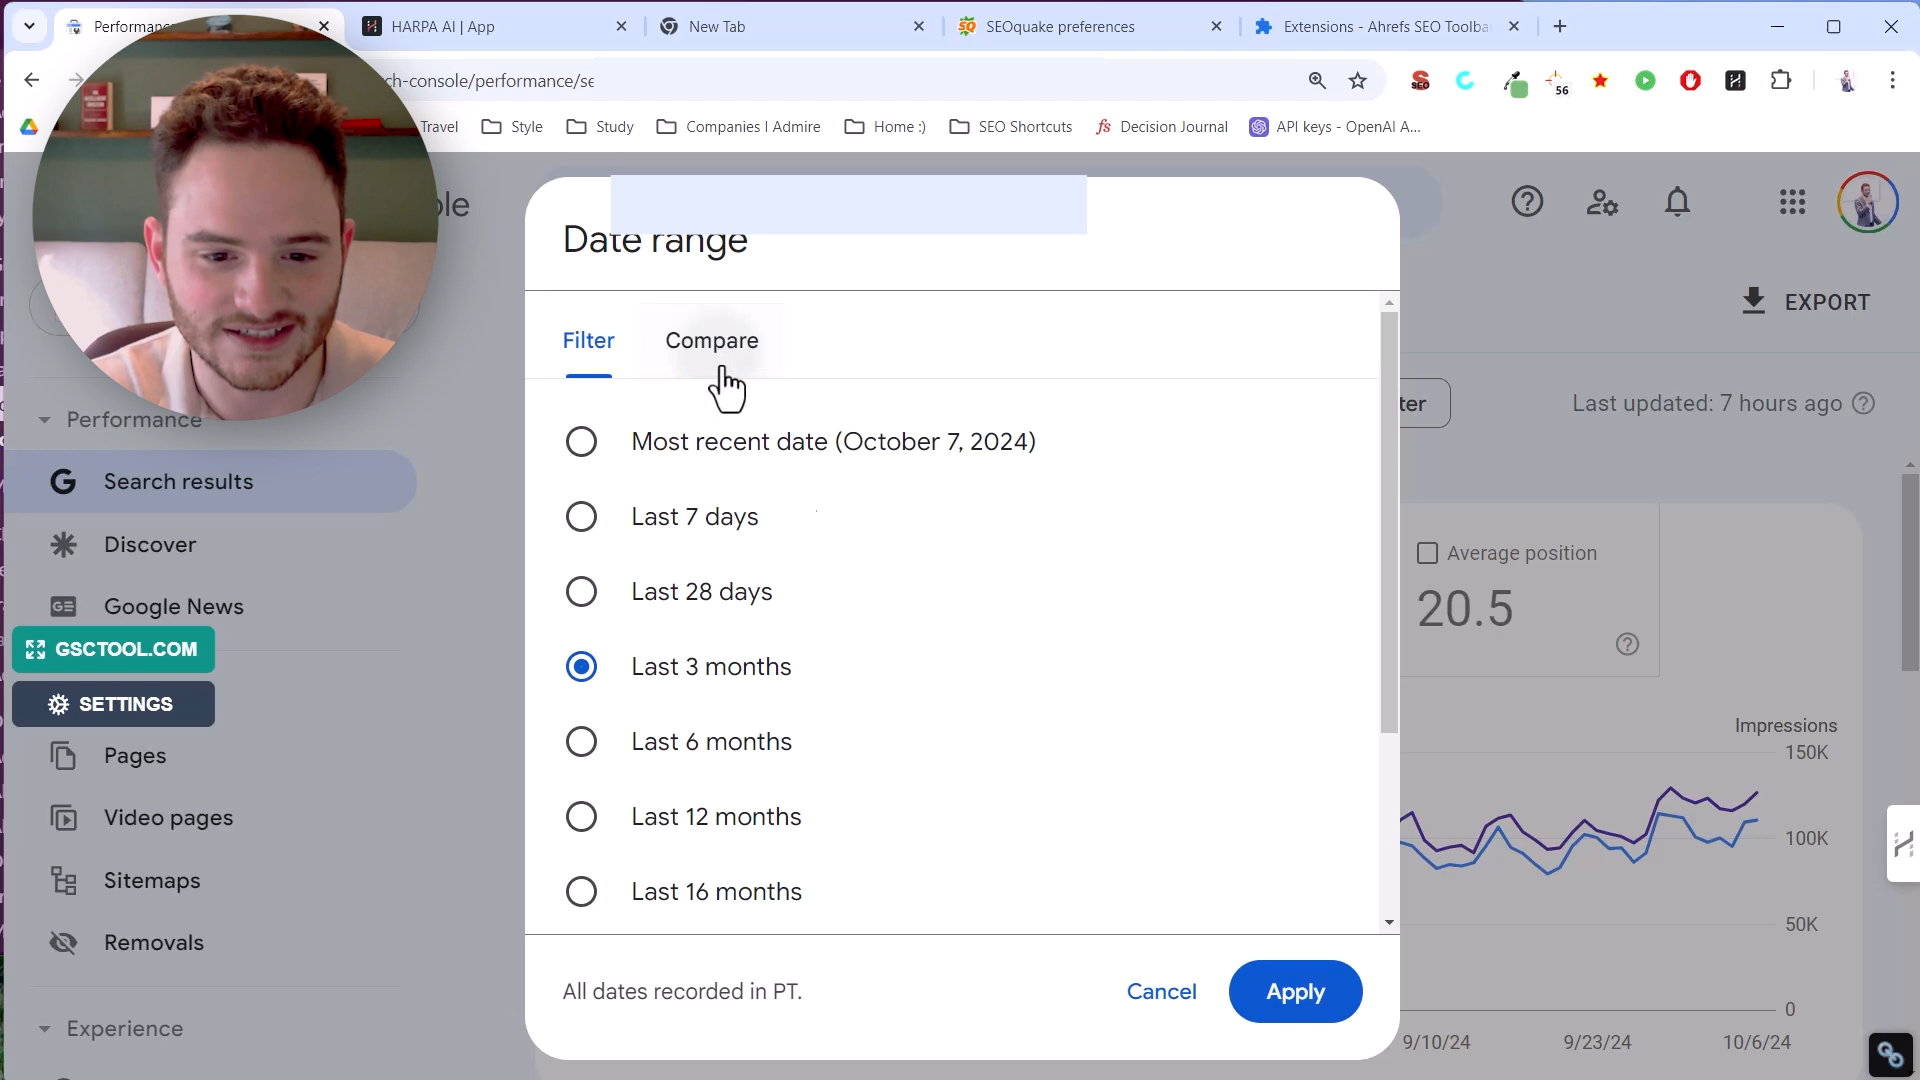 Performanc
HARPA AI | App
New Tab
SEOquake preferences
Extensions - Ahrefs SEO Toolba
ch-console/performance/se
56
Travel
Style
Study
Companies I Admire
Home :)
SEO Shortcuts
fs Decision Journal
API keys - OpenAI A...
ole
Date range
EXPORT
Filter
Compare
ter
Last updated: 7 hours ago
Performance
Most recent date (October 7, 2024)
Search results
Last 7 days
Discover
Average position
Last 28 days
Google News
20.5
GSCTOOL.COM
Last 3 months
SETTINGS
Impressions
Last 6 months
150K
Pages
Last 12 months
Video pages
100K
Sitemaps
Last 16 months
50K
Removals
All dates recorded in PT.
Cancel
Apply
0
Experience
9/10/24
9/23/24
10/6/24